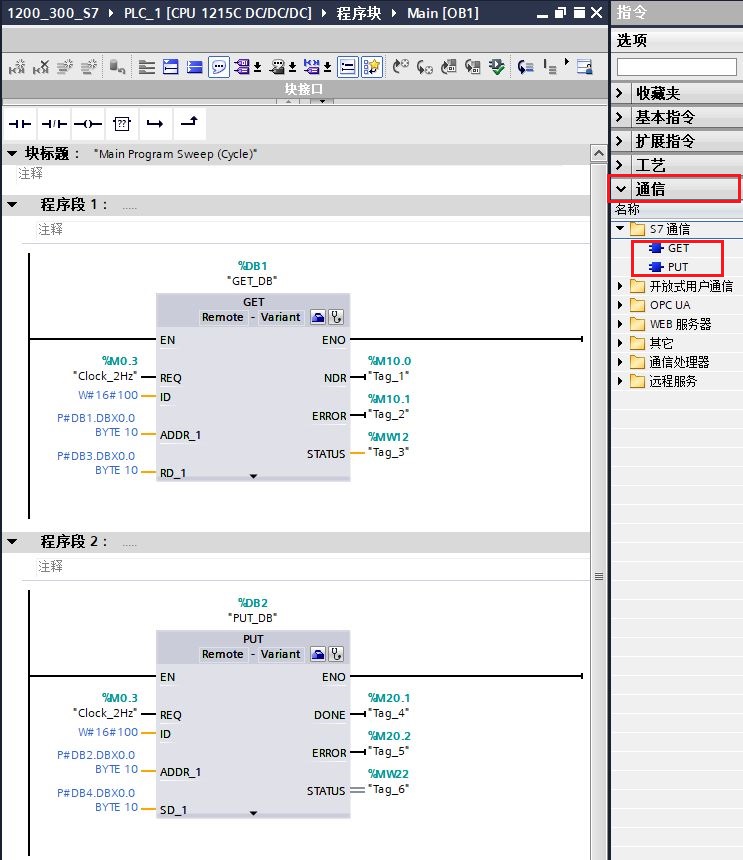 1200_300_S7 ▸ PLC_1 [CPU 1215C DC/DC/DC] ▸ 程序块 ▸ Main [OB1]
块接口
块标题： "Main Program Sweep (Cycle)"
注释
程序段 1： .....
注释
%DB1
"GET_DB"
GET
Remote - Variant
EN ENO
%M0.3
"Clock_2Hz" REQ
W#16#100 ID
P#DB1.DBX0.0
BYTE 10 ADDR_1
P#DB3.DBX0.0
BYTE 10 RD_1
%M10.0
NDR "Tag_1"
%M10.1
ERROR "Tag_2"
%MW12
STATUS "Tag_3"
程序段 2： .....
注释
%DB2
"PUT_DB"
PUT
Remote - Variant
EN ENO
%M0.3
"Clock_2Hz" REQ
W#16#100 ID
P#DB2.DBX0.0
BYTE 10 ADDR_1
P#DB4.DBX0.0
BYTE 10 SD_1
%M20.1
DONE "Tag_4"
%M20.2
ERROR "Tag_5"
%MW22
STATUS "Tag_6"
指令
选项
收藏夹
基本指令
扩展指令
工艺
通信
名称
S7 通信
GET
PUT
开放式用户通信
OPC UA
WEB 服务器
其它
通信处理器
远程服务